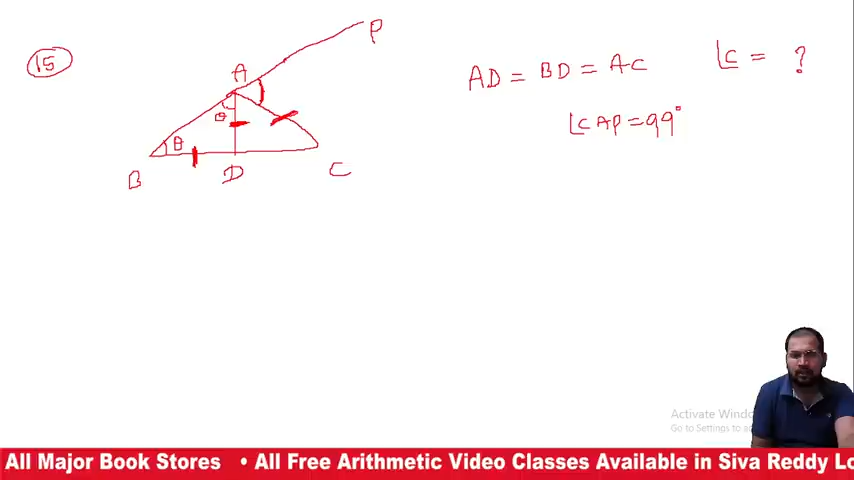 15
P
A
AD = BD = AC
∠C = ?
∠CAP = 99°
θ
θ
B
D
C
Activate Windo
Go to Settings to a
All Major Book Stores • All Free Arithmetic Video Classes Available in Siva Reddy Lo